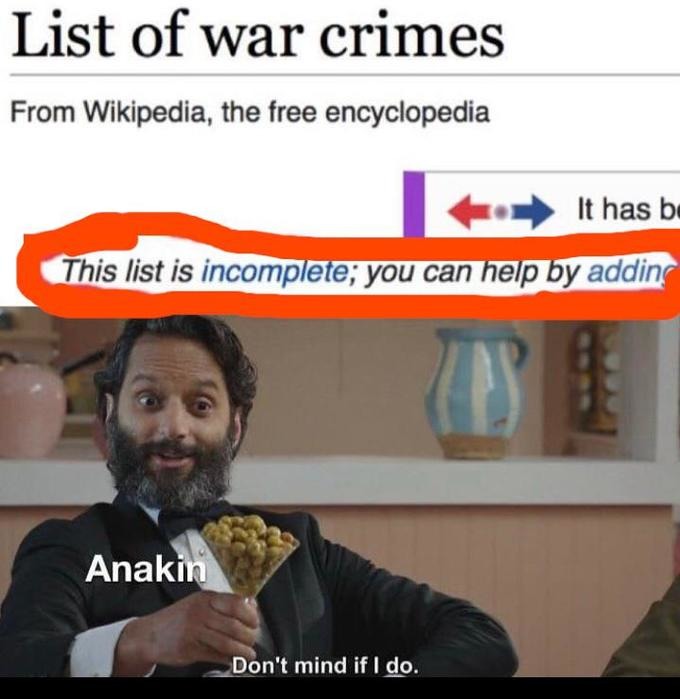 List of war crimes
From Wikipedia, the free encyclopedia
It has
This list is incomplete; you can help by adding
Anakin
Don't mind if I do.